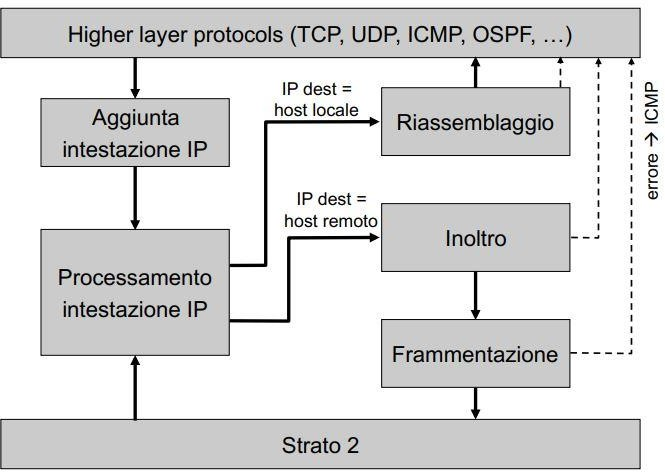 Higher layer protocols (TCP, UDP, ICMP, OSPF, …)
Aggiunta
intestazione IP
IP dest =
host locale
Riassemblaggio
errore → ICMP
IP dest =
host remoto
Inoltro
Processamento
intestazione IP
Frammentazione
Strato 2